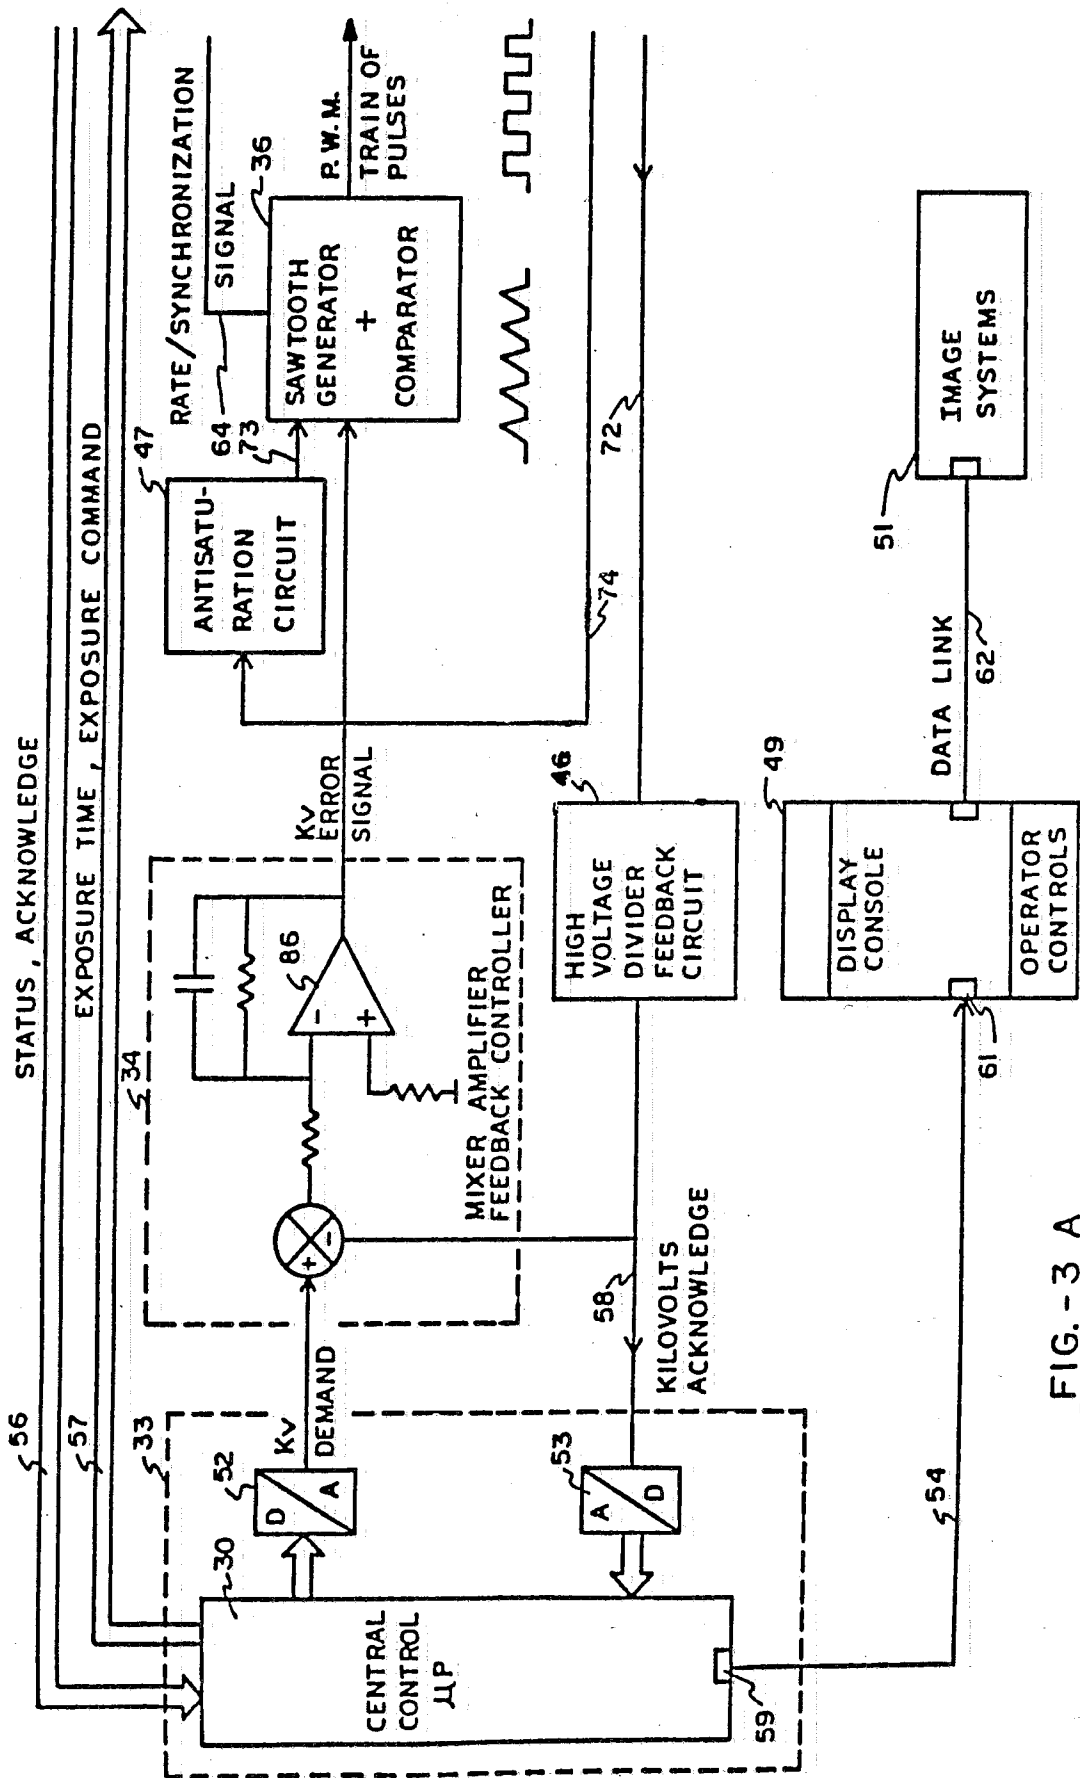 STATUS, ACKNOWLEDGE
56
EXPOSURE TIME, EXPOSURE COMMAND
57
33
30
CENTRAL
CONTROL
μP
59
D
A
52
Kv
DEMAND
A
D
53
58
KILOVOLTS
ACKNOWLEDGE
34
+
-
-
+
86
MIXER AMPLIFIER
FEEDBACK CONTROLLER
Kv
ERROR
SIGNAL
47
ANTISATU-
RATION
CIRCUIT
73
64
RATE/SYNCHRONIZATION
SIGNAL
36
SAWTOOTH
GENERATOR
+
COMPARATOR
P.W.M.
TRAIN OF
PULSES
74
72
46
HIGH
VOLTAGE
DIVIDER
FEEDBACK
CIRCUIT
49
DISPLAY
CONSOLE
OPERATOR
CONTROLS
61
54
DATA LINK
62
51
IMAGE
SYSTEMS
FIG.-3 A